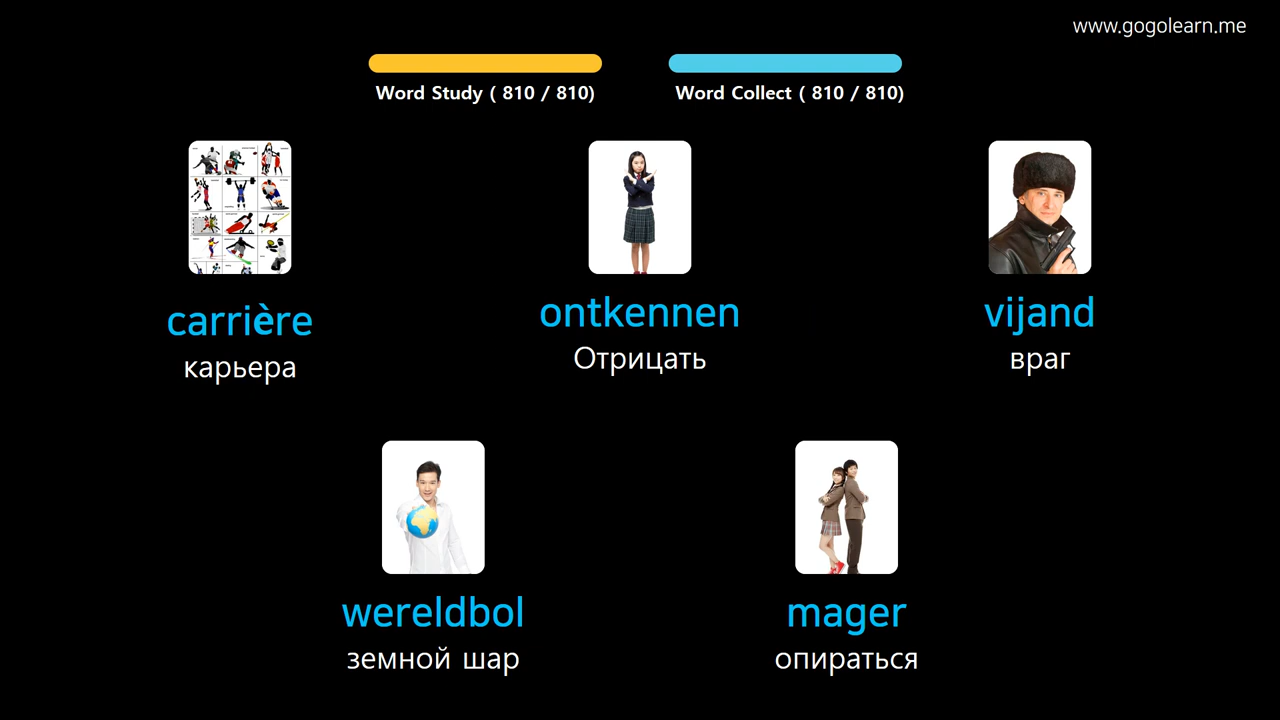 www.gogolearn.me
Word Study ( 810 / 810)
Word Collect ( 810 / 810)
carrière
карьера
ontkennen
Отрицать
vijand
враг
wereldbol
земной шар
mager
опираться